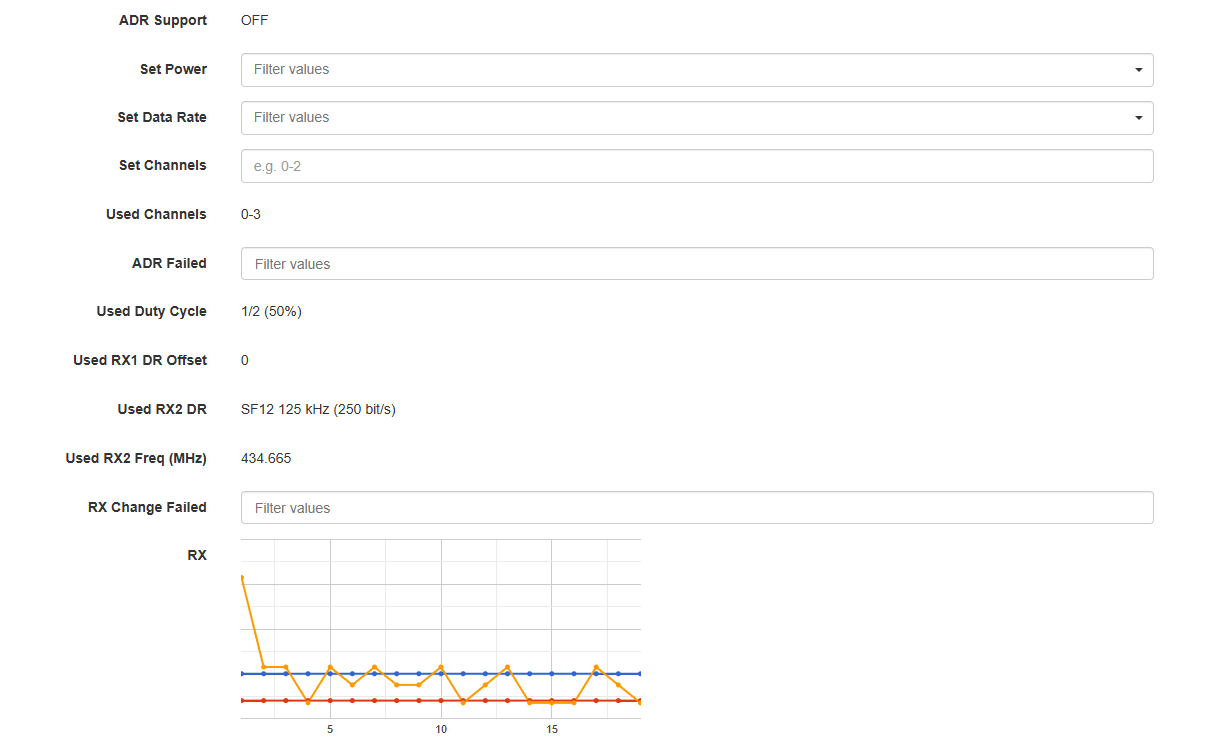 ADR Support OFF
Set Power Filter values
Set Data Rate Filter values
Set Channels e.g. 0-2
Used Channels 0-3
ADR Failed Filter values
Used Duty Cycle 1/2 (50%)
Used RX1 DR Offset 0
Used RX2 DR SF12 125 kHz (250 bit/s)
Used RX2 Freq (MHz) 434.665
RX Change Failed Filter values
RX
5 10 15